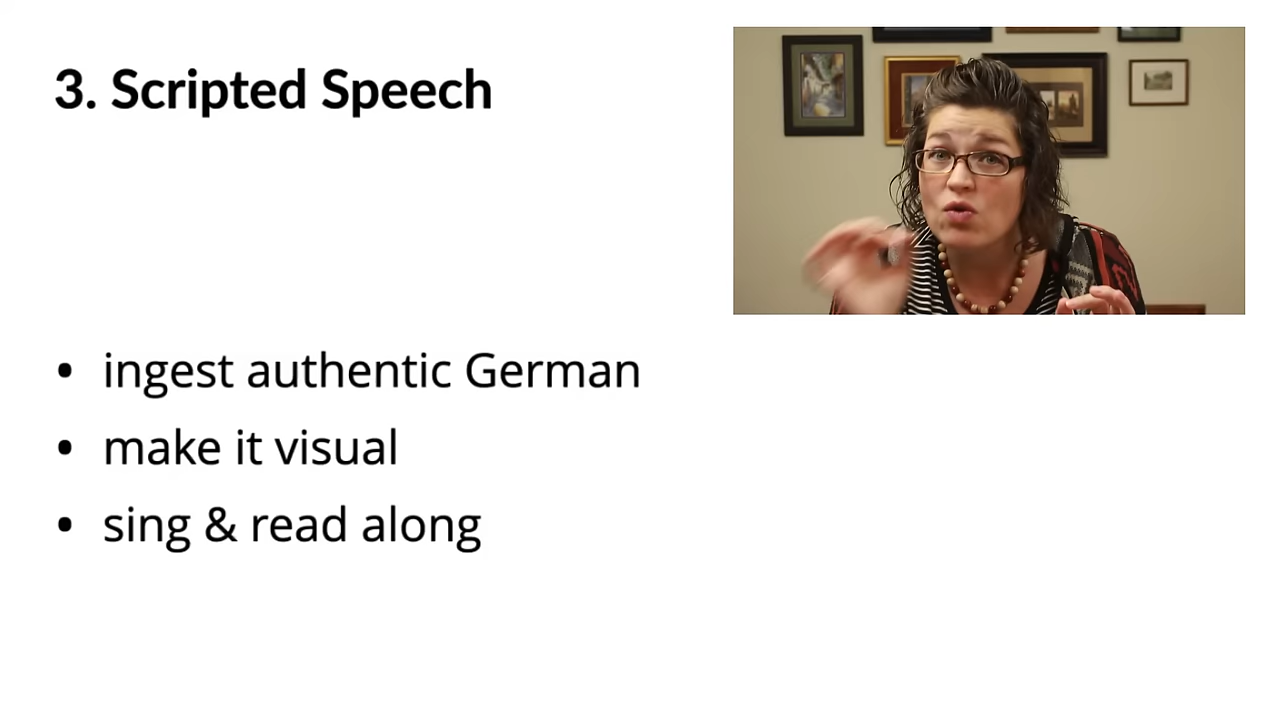 3. Scripted Speech
• ingest authentic German
• make it visual
• sing & read along